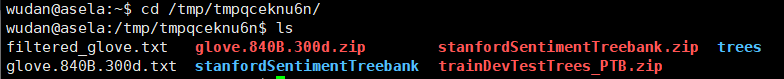 wudan@asela:~$ cd /tmp/tmpqceknu6n/
wudan@asela:/tmp/tmpqceknu6n$ ls
filtered_glove.txt   glove.840B.300d.zip    stanfordSentimentTreebank.zip  trees
glove.840B.300d.txt  stanfordSentimentTreebank  trainDevTestTrees_PTB.zip